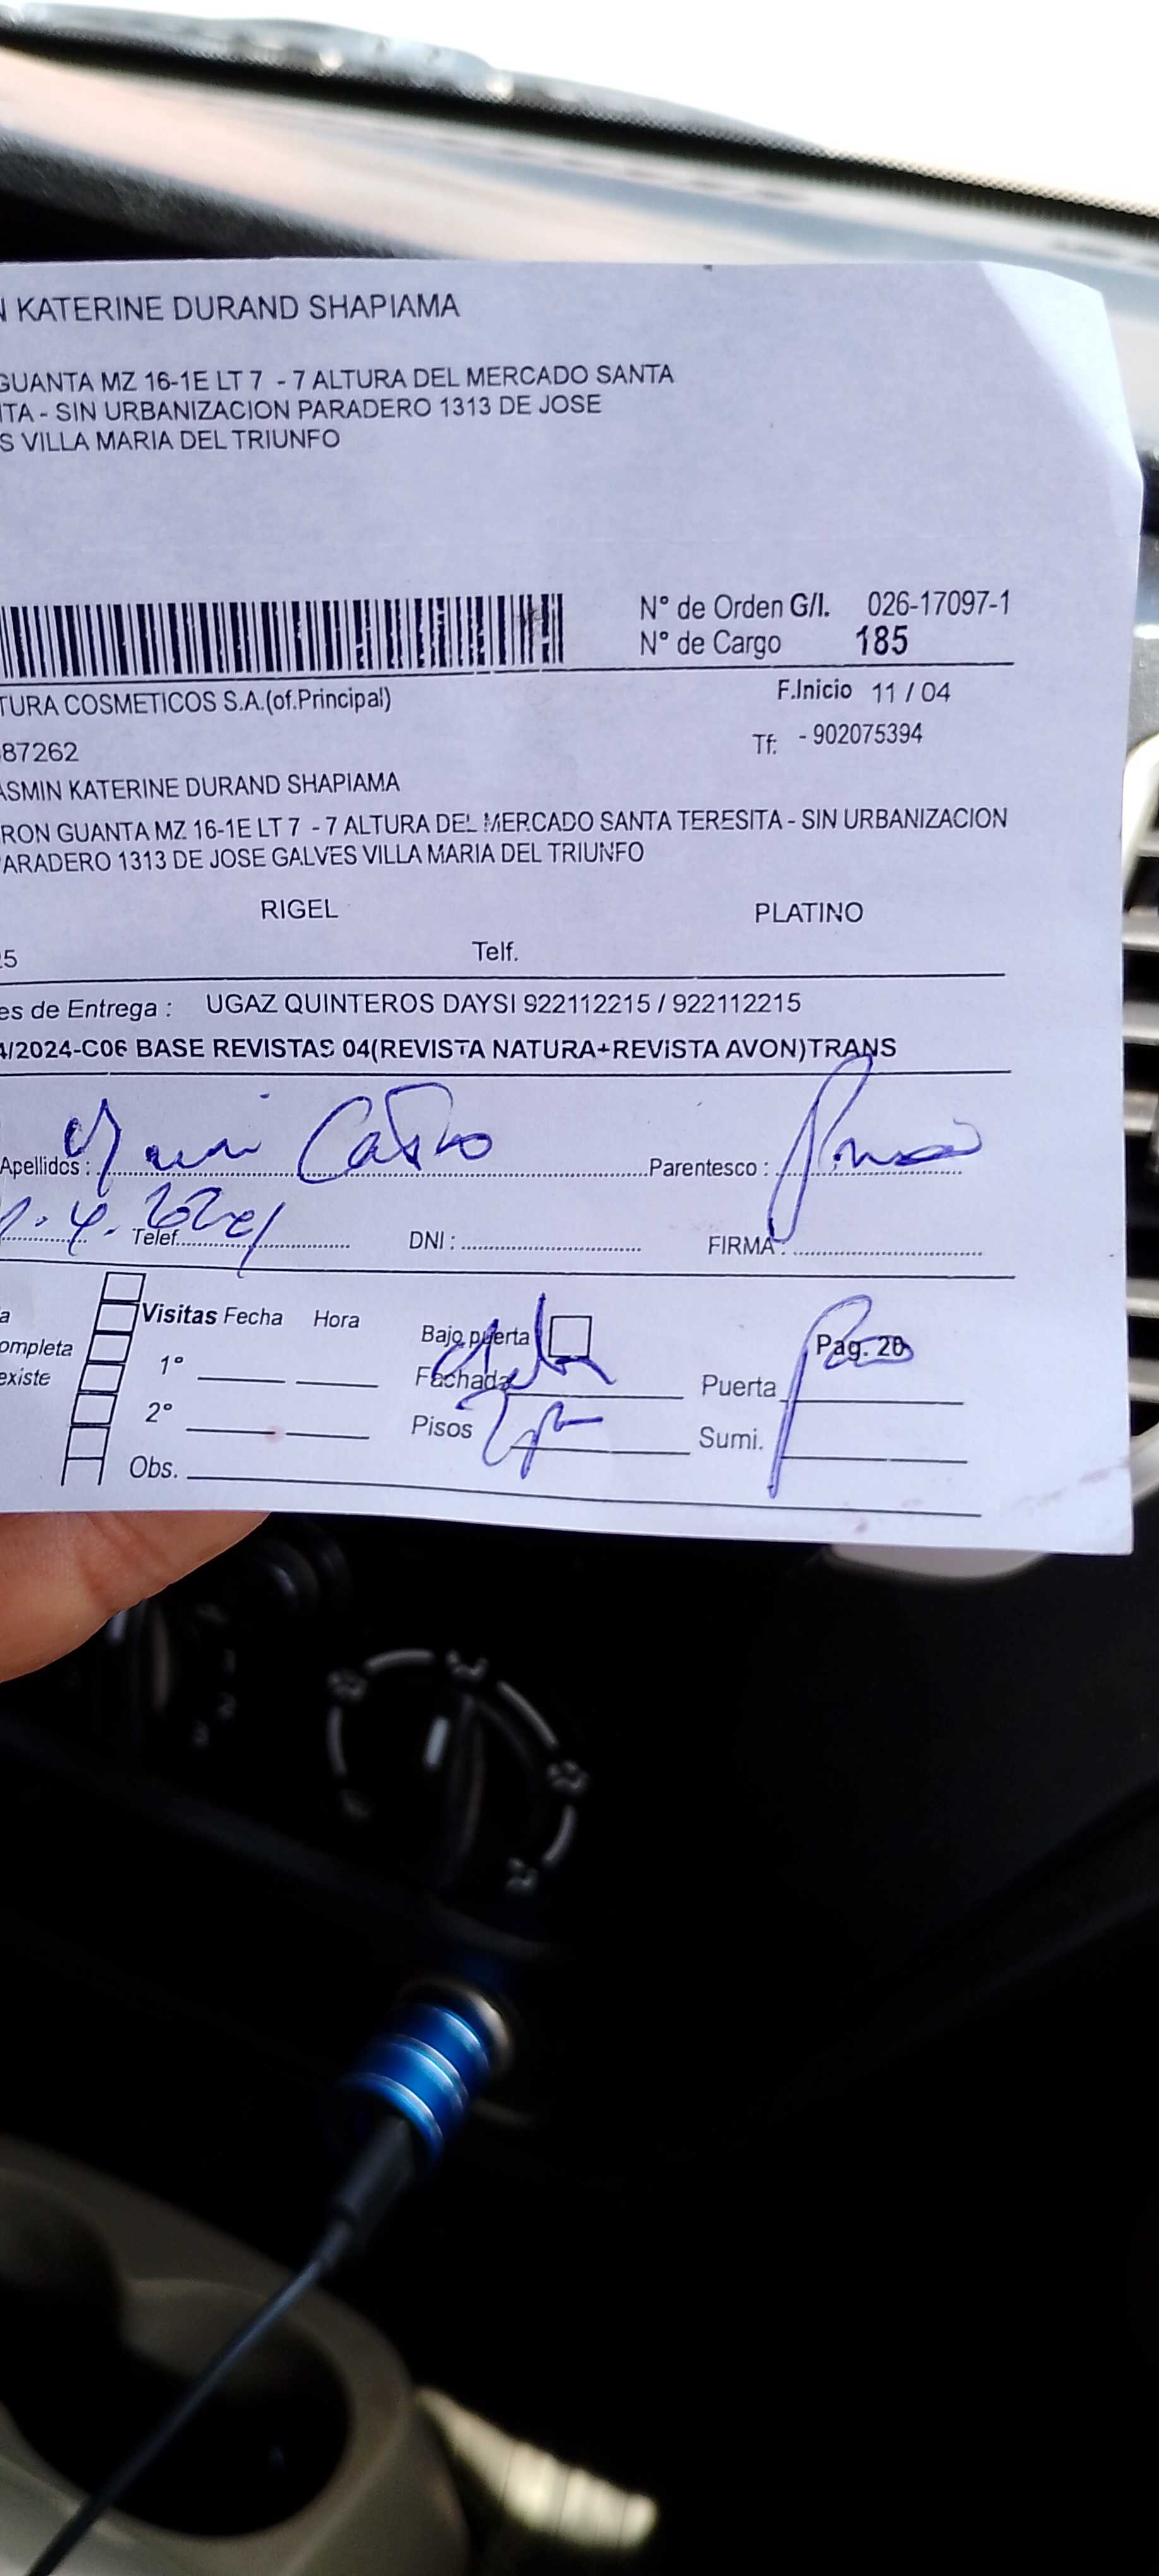 KATERINE DURAND SHAPIAMA
GUANTA MZ 16-1E LT 7 - 7 ALTURA DEL MERCADO SANTA
ITA - SIN URBANIZACION PARADERO 1313 DE JOSE
S VILLA MARIA DEL TRIUNFO
N° de Orden G/I. 026-17097-1
N° de Cargo 185
TURA COSMETICOS S.A.(of.Principal)
F.Inicio 11 / 04
87262
Tf: - 902075394
ASMIN KATERINE DURAND SHAPIAMA
RON GUANTA MZ 16-1E LT 7 - 7 ALTURA DEL MERCADO SANTA TERESITA - SIN URBANIZACION
PARADERO 1313 DE JOSE GALVES VILLA MARIA DEL TRIUNFO
RIGEL PLATINO
25 Telf.
es de Entrega : UGAZ QUINTEROS DAYSI 922112215 / 922112215
4/2024-C06 BASE REVISTAS 04(REVISTA NATURA+REVISTA AVON)TRANS
Apellidos : Castro Parentesco :
Telef. DNI : FIRMA :
a Visitas Fecha Hora Bajo puerta Pag. 20
ompleta
existe 1° Fachada Puerta
2° Pisos Sumi.
Obs.